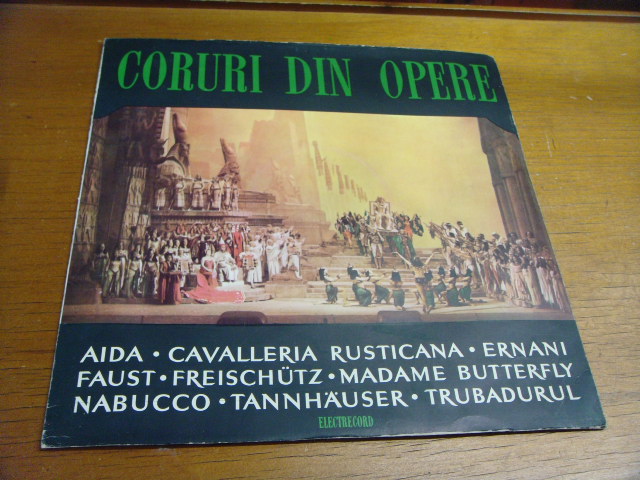 CORURI DIN OPERE
AIDA • CAVALLERIA RUSTICANA • ERNANI
FAUST • FREISCHÜTZ • MADAME BUTTERFLY
NABUCCO • TANNHÄUSER • TRUBADURUL
ELECTRECORD